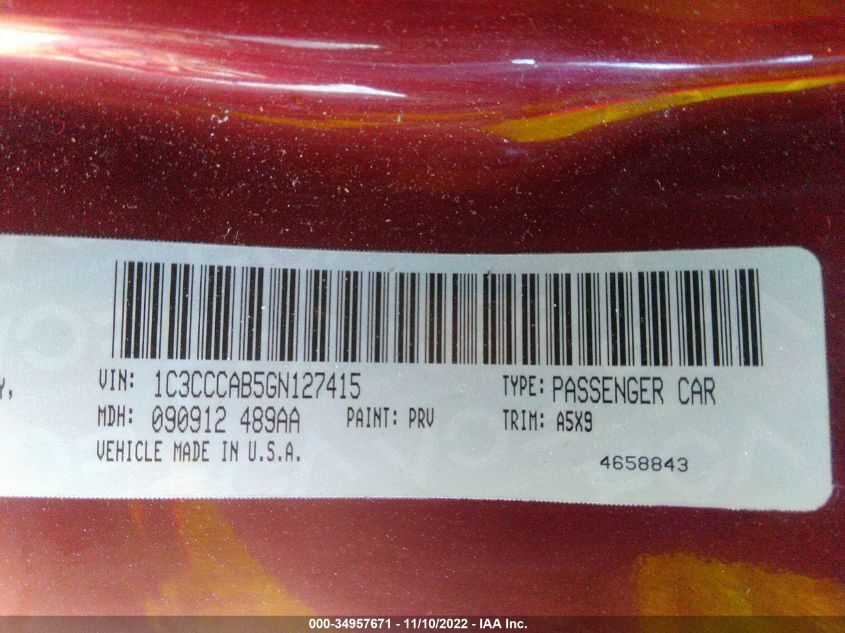 Y,
VIN: 1C3CCCAB5GN127415 TYPE: PASSENGER CAR
MDH: 090912 489AA PAINT: PRV TRIM: A5X9
VEHICLE MADE IN U.S.A.
4658843
000-34957671 - 11/10/2022 - IAA Inc.